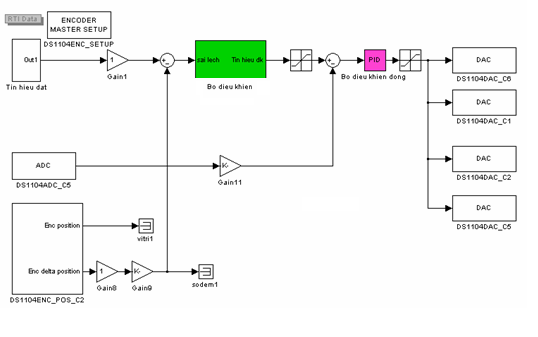 RTI Data
ENCODER
MASTER SETUP
DS1104ENC_SETUP
Out1
Tin hieu dat
1
Gain1
sai lech
Tin hieu dk
Bo dieu khien
PID
Bo dieu khien dong
DAC
DS1104DAC_C6
DAC
DS1104DAC_C1
DAC
DS1104DAC_C2
DAC
DS1104DAC_C5
ADC
DS1104ADC_C5
K-
Gain11
Enc position
vitri1
Enc delta position
DS1104ENC_POS_C2
1
Gain8
K-
Gain9
sodem1